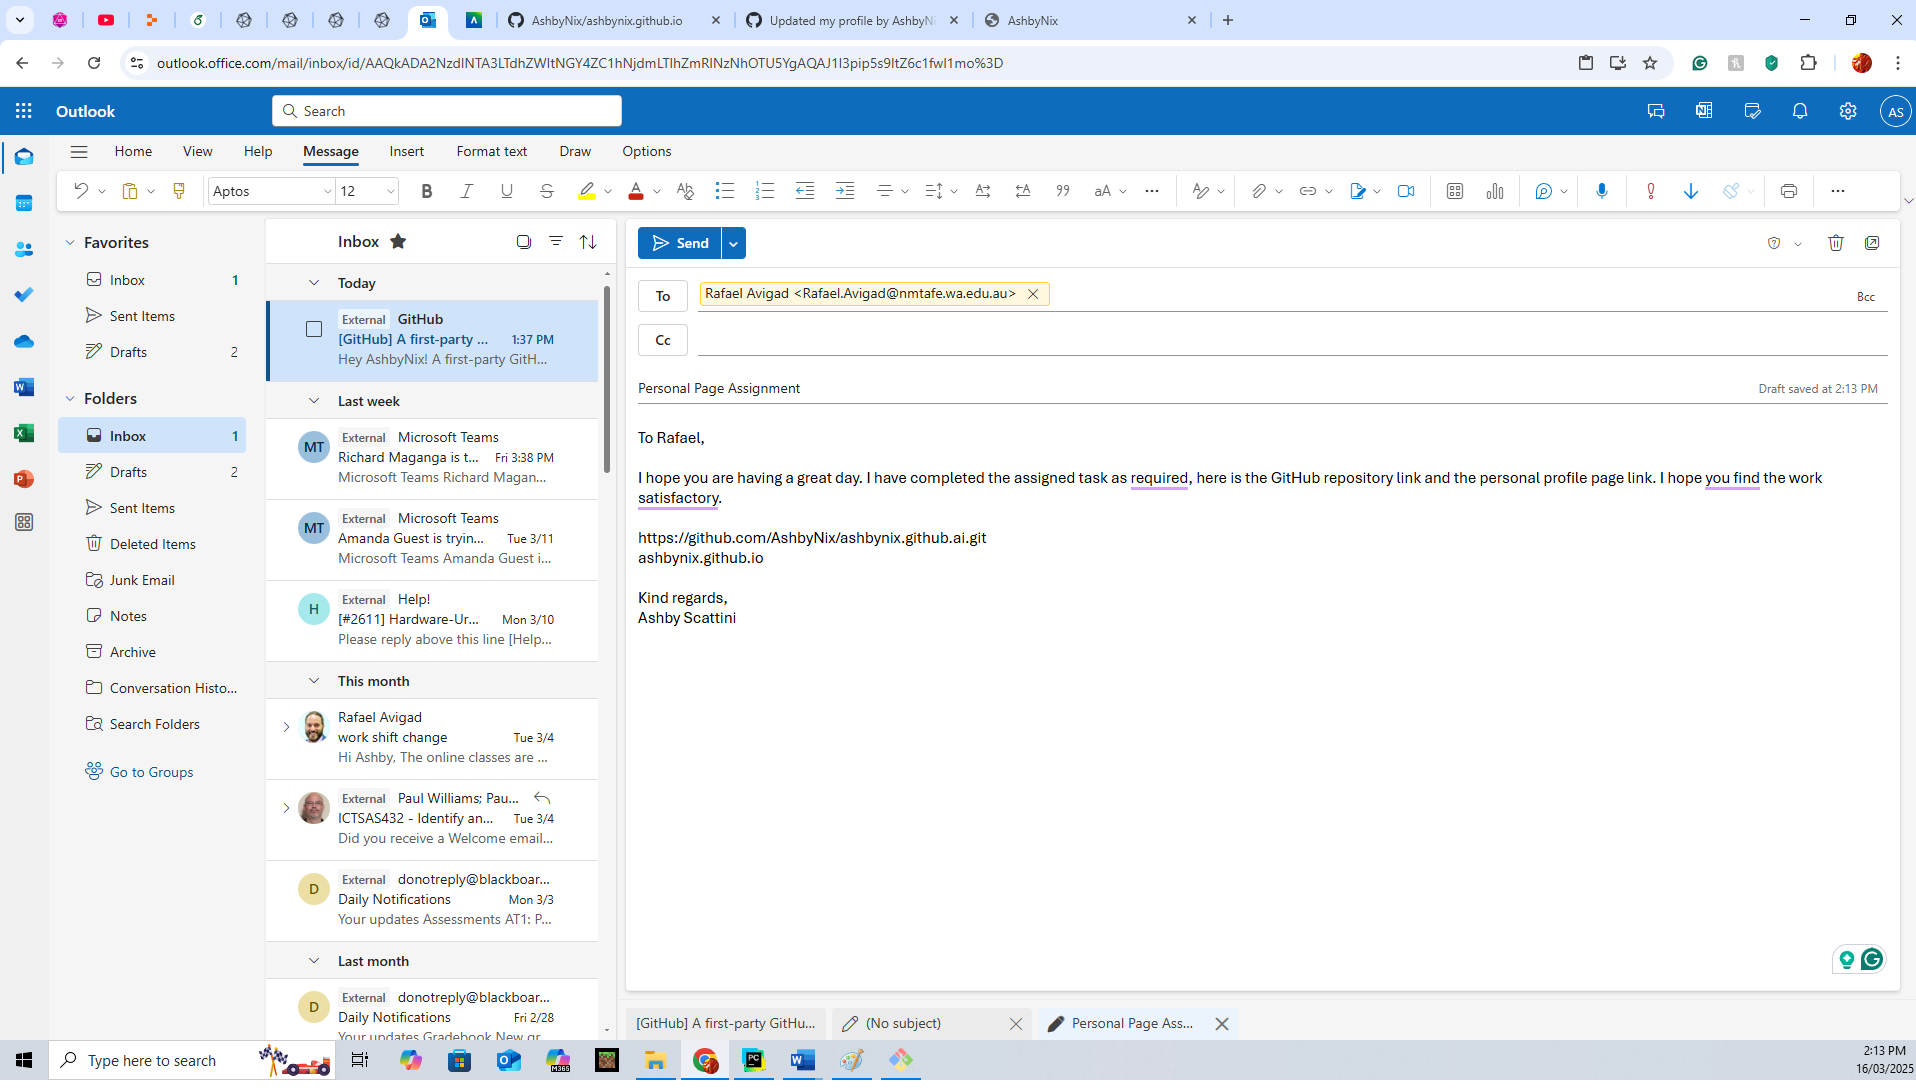 AshbyNix/ashbynix.github.io
Updated my profile by AshbyNi
AshbyNix
outlook.office.com/mail/inbox/id/
Outlook
Search
AS
Home View Help Message Insert Format text Draw Options
Aptos 12
Favorites
Inbox 1
Sent Items
Drafts 2
Folders
Inbox 1
Drafts 2
Sent Items
Deleted Items
Junk Email
Notes
Archive
Conversation Histo...
Search Folders
Go to Groups
Inbox
Today
External GitHub
[GitHub] A first-party ... 1:37 PM
Hey AshbyNix! A first-party GitH...
Last week
MT
External Microsoft Teams
Richard Maganga is t... Fri 3:38 PM
Microsoft Teams Richard Magan...
MT
External Microsoft Teams
Amanda Guest is tryin... Tue 3/11
Microsoft Teams Amanda Guest i...
H
External Help!
[#2611] Hardware-Ur... Mon 3/10
Please reply above this line [Help...
This month
Rafael Avigad
work shift change Tue 3/4
Hi Ashby, The online classes are ...
External Paul Williams; Pau...
ICTSAS432 - Identify an... Tue 3/4
Did you receive a Welcome email...
D
External donotreply@blackboar...
Daily Notifications Mon 3/3
Your updates Assessments AT1: P...
Last month
D
External donotreply@blackboar...
Daily Notifications Fri 2/28
Your updates Gradebook New gr
Send
To
Rafael Avigad <Rafael.Avigad@nmtafe.wa.edu.au>
Bcc
Cc
Personal Page Assignment
Draft saved at 2:13 PM
To Rafael,
I hope you are having a great day. I have completed the assigned task as required, here is the GitHub repository link and the personal profile page link. I hope you find the work
satisfactory.
https://github.com/AshbyNix/ashbynix.github.ai.git
ashbynix.github.io
Kind regards,
Ashby Scattini
[GitHub] A first-party GitHu...
(No subject)
Personal Page Ass...
Type here to search
2:13 PM
16/03/2025